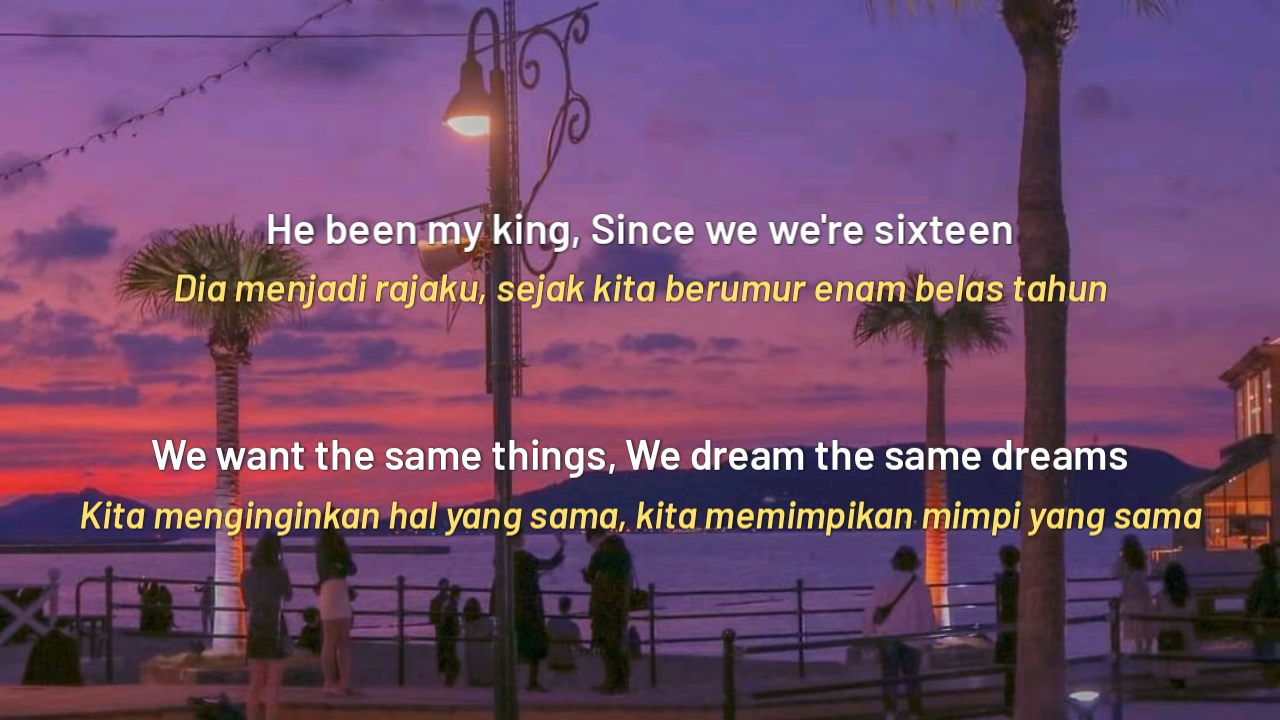 He been my king, Since we we're sixteen
Dia menjadi rajaku, sejak kita berumur enam belas tahun
We want the same things, We dream the same dreams
Kita menginginkan hal yang sama, kita memimpikan mimpi yang sama